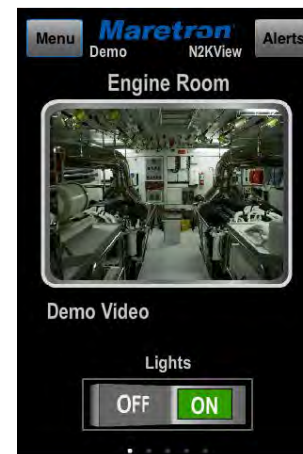 Menu
Maretron
Alerts
Demo
N2KView
Engine Room
Demo Video
Lights
OFF ON